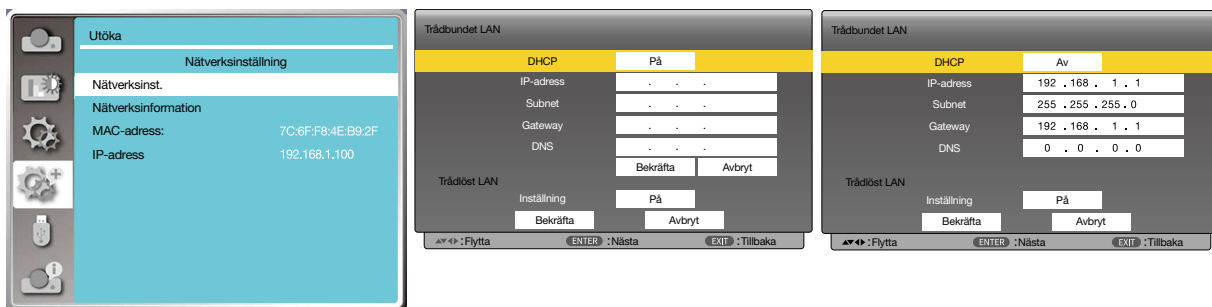 Utöka
Nätverksinställning
Nätverksinst.
Nätverksinformation
MAC-adress: 7C:6F:F8:4E:B9:2F
IP-adress 192.168.1.100
Trådbundet LAN
DHCP På
IP-adress . . .
Subnet . . .
Gateway . . .
DNS . . .
Bekräfta Avbryt
Trådlöst LAN
Inställning På
Bekräfta Avbryt
:Flytta ENTER :Nästa EXIT :Tillbaka
Trådbundet LAN
DHCP Av
IP-adress 192 . 168 . 1 . 1
Subnet 255 . 255 . 255 . 0
Gateway 192 . 168 . 1 . 1
DNS 0 . 0 . 0 . 0
Trådlöst LAN
Inställning På
Bekräfta Avbryt
:Flytta ENTER :Nästa EXIT :Tillbaka